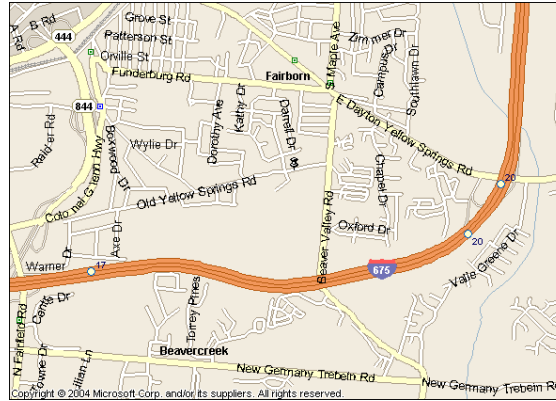 Grove St
B Rd
A Rd
Patterson St
Zimmer Dr
444
Orville St
Fairborn
S Maple Ave
Campus Dr
Southlawn Dr
Funderburg Rd
844
E Dayton Yellow Springs Rd
Kathy Dr
Darrell Dr
Dorothy Ave
Boxwood Dr
Wylie Dr
Chapel Dr
20
Old Yellow Springs Rd
Colonel Glenn Hwy
Beaver Valley Rd
Oxford Dr
Axe Dr
20
Warner Dr
17
675
Valle Greene Dr
Torrey Pines
N Fairfield Rd
Beavercreek
New Germany Trebein Rd
New Germany Trebein Rd
Copyright © 2004 Microsoft Corp. and/or its suppliers. All rights reserved.